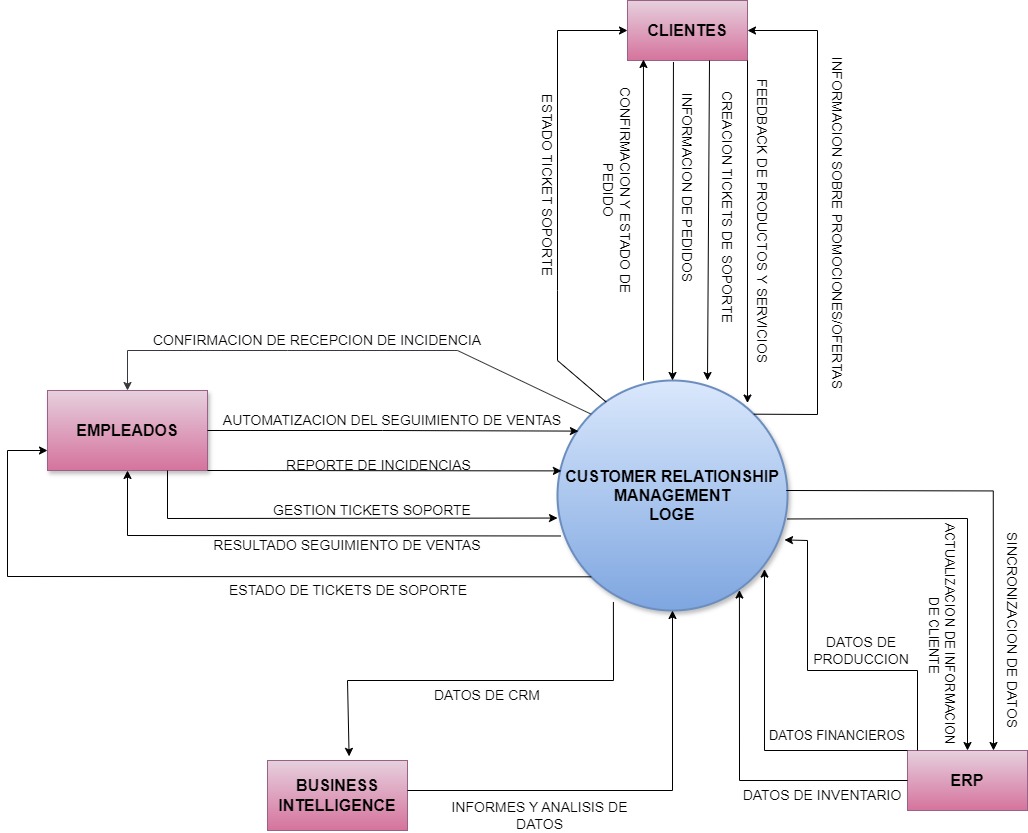 CLIENTES
ESTADO TICKET SOPORTE
CONFIRMACION Y ESTADO DE
PEDIDO
INFORMACION DE PEDIDOS
CREACION TICKETS DE SOPORTE
FEEDBACK DE PRODUCTOS Y SERVICIOS
INFORMACION SOBRE PROMOCIONES/OFERTAS
CONFIRMACION DE RECEPCION DE INCIDENCIA
EMPLEADOS
AUTOMATIZACION DEL SEGUIMIENTO DE VENTAS
REPORTE DE INCIDENCIAS
GESTION TICKETS SOPORTE
RESULTADO SEGUIMIENTO DE VENTAS
ESTADO DE TICKETS DE SOPORTE
CUSTOMER RELATIONSHIP
MANAGEMENT
LOGE
SINCRONIZACION DE DATOS
ACTUALIZACION DE INFORMACION
DE CLIENTE
DATOS DE
PRODUCCION
DATOS FINANCIEROS
DATOS DE INVENTARIO
ERP
DATOS DE CRM
BUSINESS
INTELLIGENCE
INFORMES Y ANALISIS DE
DATOS